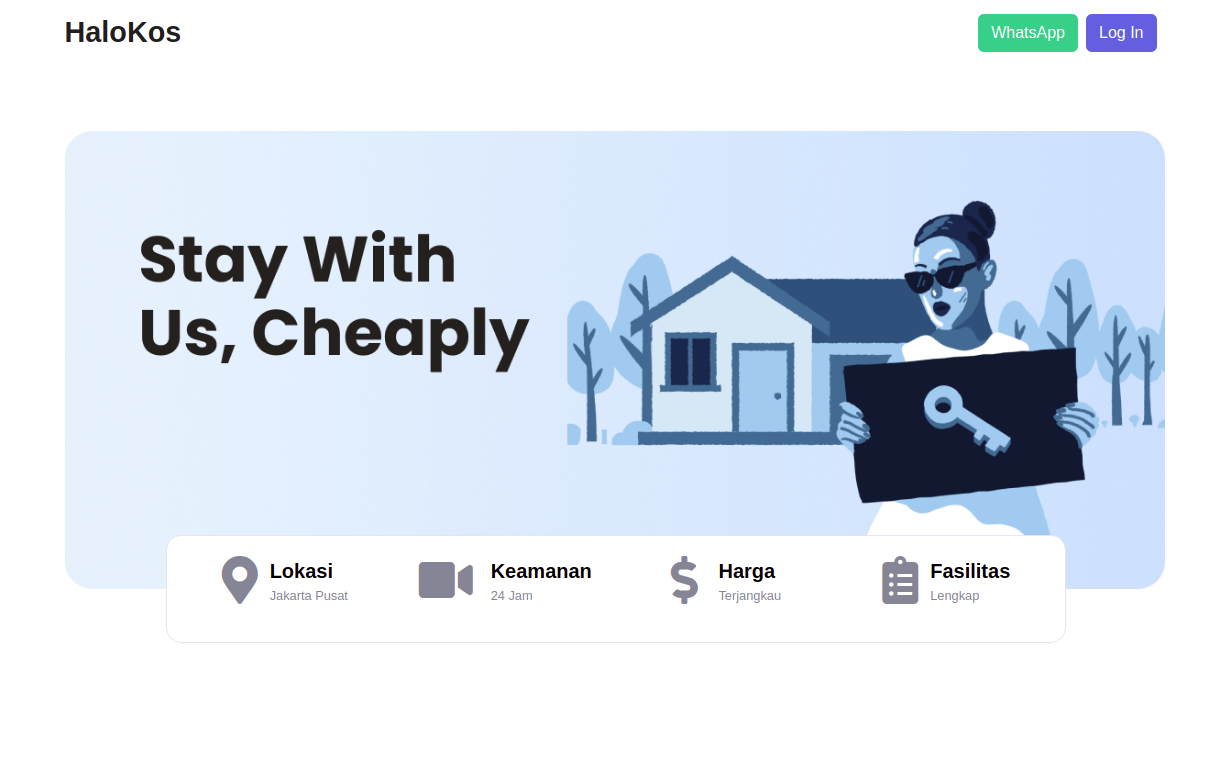 HaloKos
WhatsApp
Log In
Stay With
Us, Cheaply
Lokasi
Jakarta Pusat
Keamanan
24 Jam
Harga
Terjangkau
Fasilitas
Lengkap